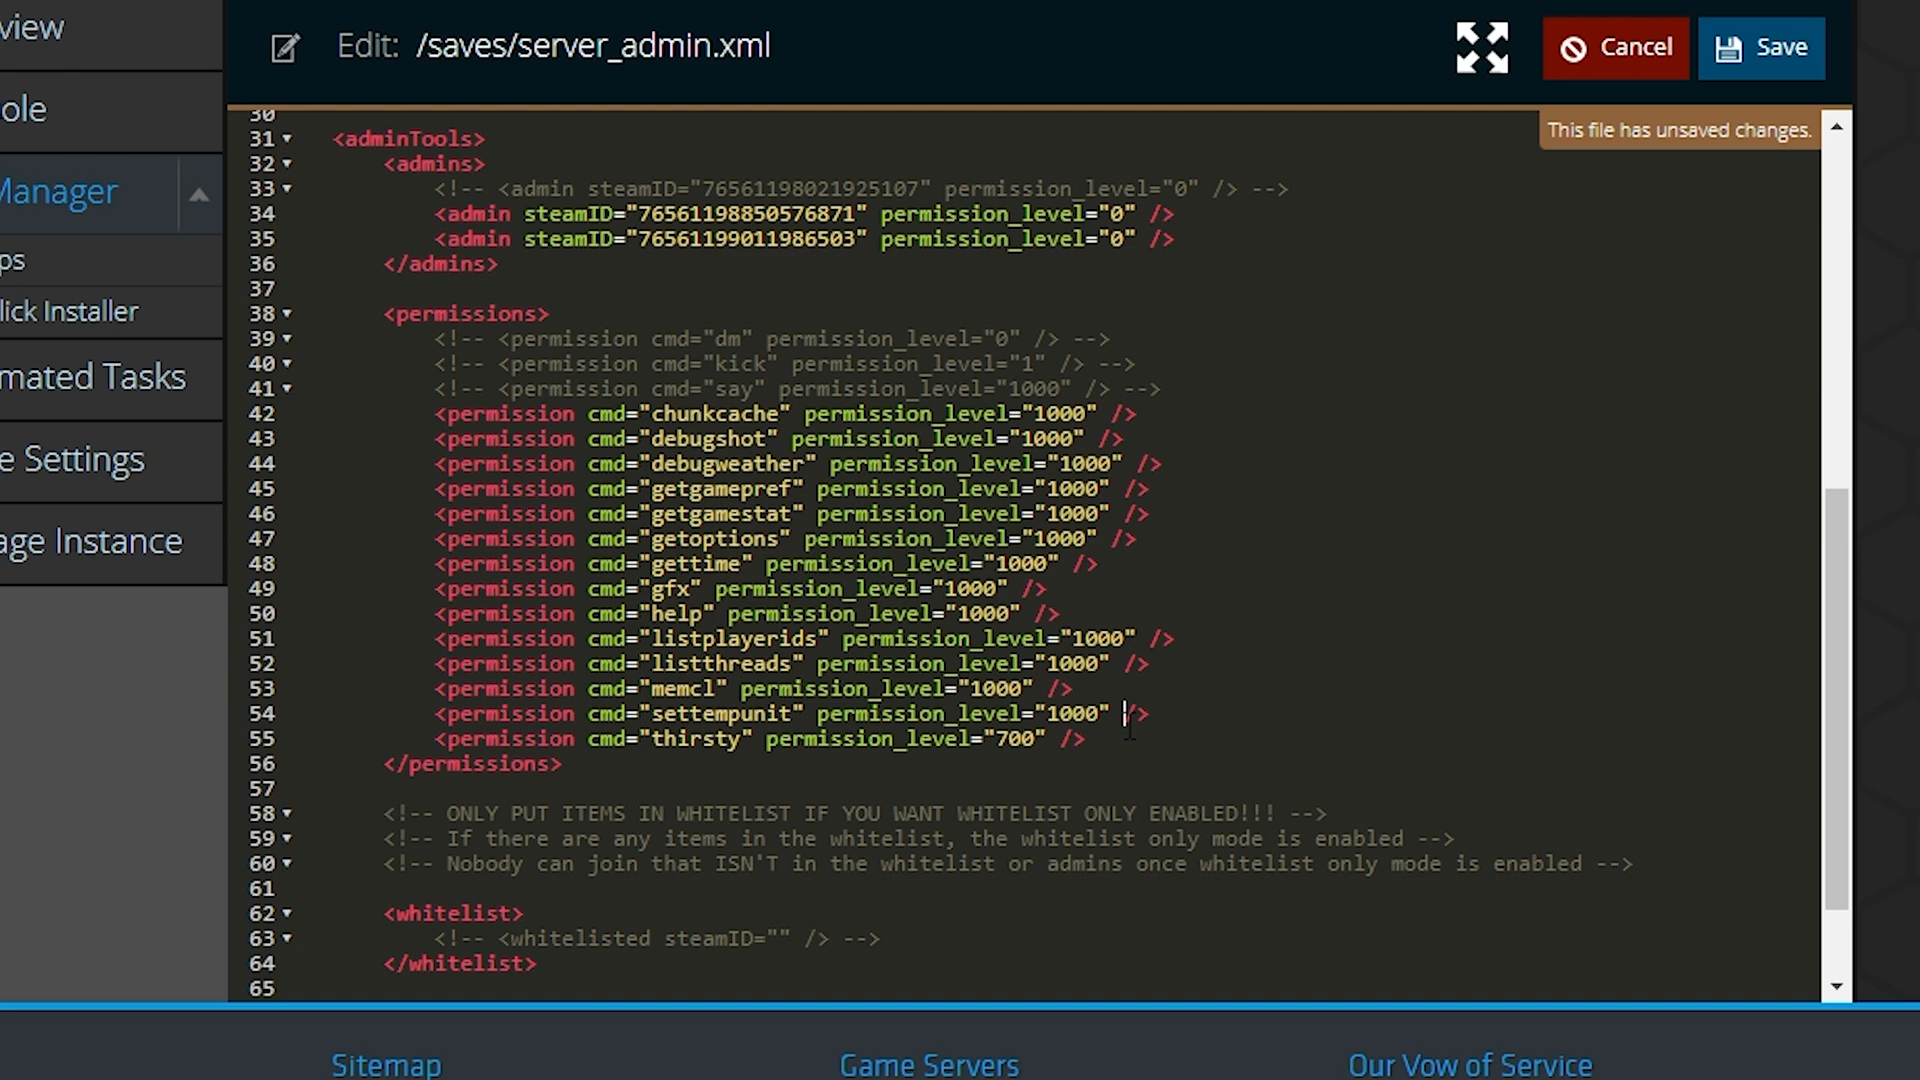 view
Edit: /saves/server_admin.xml
Cancel
Save
ole
This file has unsaved changes.
30
31 <adminTools>
32 <admins>
33 <!-- <admin steamID="76561198021925107" permission_level="0" /> -->
34 <admin steamID="76561198850576871" permission_level="0" />
35 <admin steamID="76561199011986503" permission_level="0" />
36 </admins>
37
38 <permissions>
39 <!-- <permission cmd="dm" permission_level="0" /> -->
40 <!-- <permission cmd="kick" permission_level="1" /> -->
41 <!-- <permission cmd="say" permission_level="1000" /> -->
42 <permission cmd="chunkcache" permission_level="1000" />
43 <permission cmd="debugshot" permission_level="1000" />
44 <permission cmd="debugweather" permission_level="1000" />
45 <permission cmd="getgamepref" permission_level="1000" />
46 <permission cmd="getgamestat" permission_level="1000" />
47 <permission cmd="getoptions" permission_level="1000" />
48 <permission cmd="gettime" permission_level="1000" />
49 <permission cmd="gfx" permission_level="1000" />
50 <permission cmd="help" permission_level="1000" />
51 <permission cmd="listplayerids" permission_level="1000" />
52 <permission cmd="listthreads" permission_level="1000" />
53 <permission cmd="memcl" permission_level="1000" />
54 <permission cmd="settempunit" permission_level="1000" />
55 <permission cmd="thirsty" permission_level="700" />
56 </permissions>
57
58 <!-- ONLY PUT ITEMS IN WHITELIST IF YOU WANT WHITELIST ONLY ENABLED!!! -->
59 <!-- If there are any items in the whitelist, the whitelist only mode is enabled -->
60 <!-- Nobody can join that ISN'T in the whitelist or admins once whitelist only mode is enabled -->
61
62 <whitelist>
63 <!-- <whitelisted steamID="" /> -->
64 </whitelist>
65
Manager
ps
lick Installer
mated Tasks
e Settings
age Instance
Sitemap
Game Servers
Our Vow of Service